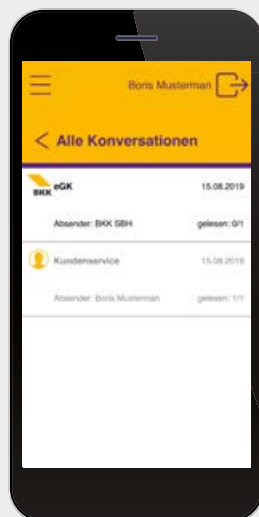 Boris Musterman
< Alle Konversationen
BKK eGK 15.08.2019
Absender: BKK SBH gelesen: 0/1
Kundenservice 15.08.2019
Absender: Boris Musterman gelesen: 1/1